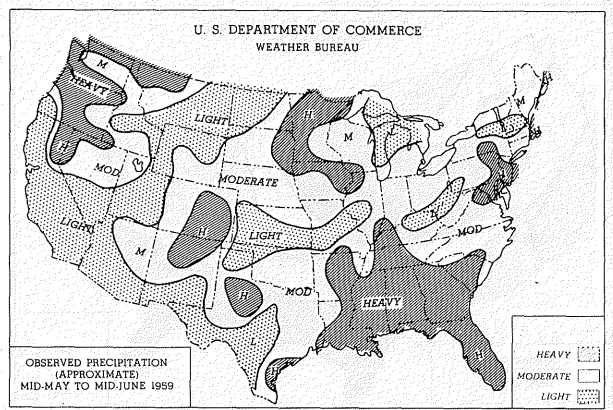 U. S. DEPARTMENT OF COMMERCE
WEATHER BUREAU
M
HEAVY
H
MOD
LIGHT
LIGHT
H
M
L
L
M
MODERATE
M
H
LIGHT
L
L
MOD
H
H
MOD
HEAVY
L
H
H
OBSERVED PRECIPITATION
(APPROXIMATE)
MID-MAY TO MID-JUNE 1959
HEAVY
MODERATE
LIGHT